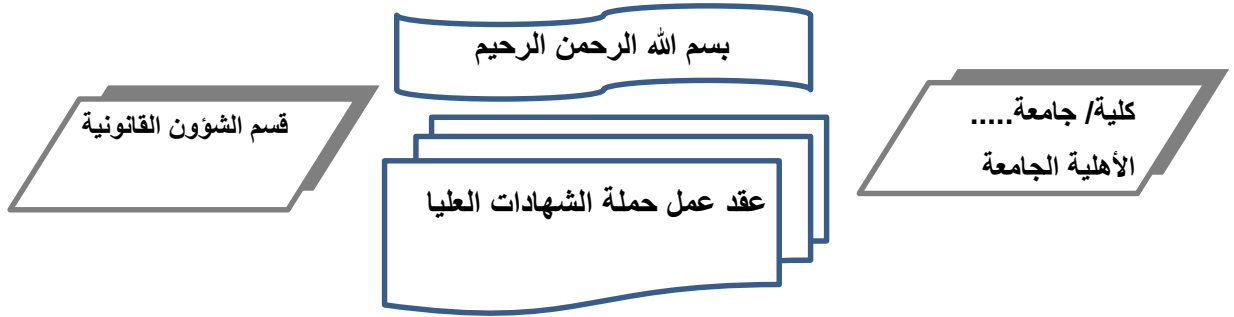 بسم الله الرحمن الرحيم
كلية/ جامعة.....
الأهلية الجامعة
قسم الشؤون القانونية
عقد عمل حملة الشهادات العليا